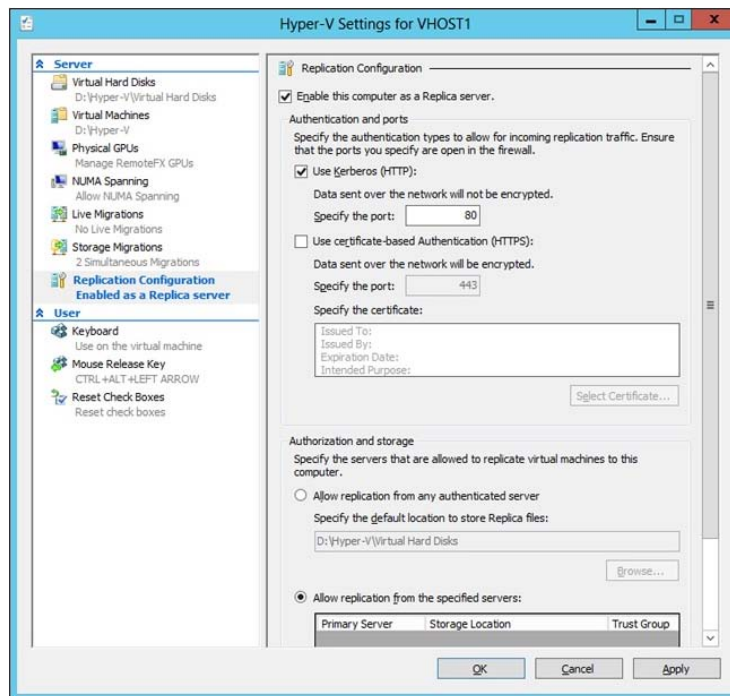 Hyper-V Settings for VHOST1
Server
Virtual Hard Disks
D:\Hyper-V\Virtual Hard Disks
Virtual Machines
D:\Hyper-V
Physical GPUs
Manage RemoteFX GPUs
NUMA Spanning
Allow NUMA Spanning
Live Migrations
No Live Migrations
Storage Migrations
2 Simultaneous Migrations
Replication Configuration
Enabled as a Replica server
User
Keyboard
Use on the virtual machine
Mouse Release Key
CTRL+ALT+LEFT ARROW
Reset Check Boxes
Reset check boxes
Replication Configuration
Enable this computer as a Replica server.
Authentication and ports
Specify the authentication types to allow for incoming replication traffic. Ensure
that the ports you specify are open in the firewall.
Use Kerberos (HTTP):
Data sent over the network will not be encrypted.
Specify the port: 80
Use certificate-based Authentication (HTTPS):
Data sent over the network will be encrypted.
Specify the port: 443
Specify the certificate:
Issued To:
Issued By:
Expiration Date:
Intended Purpose:
Select Certificate...
Authorization and storage
Specify the servers that are allowed to replicate virtual machines to this
computer.
Allow replication from any authenticated server
Specify the default location to store Replica files:
D:\Hyper-V\Virtual Hard Disks
Browse...
Allow replication from the specified servers:
Primary Server Storage Location Trust Group
OK Cancel Apply